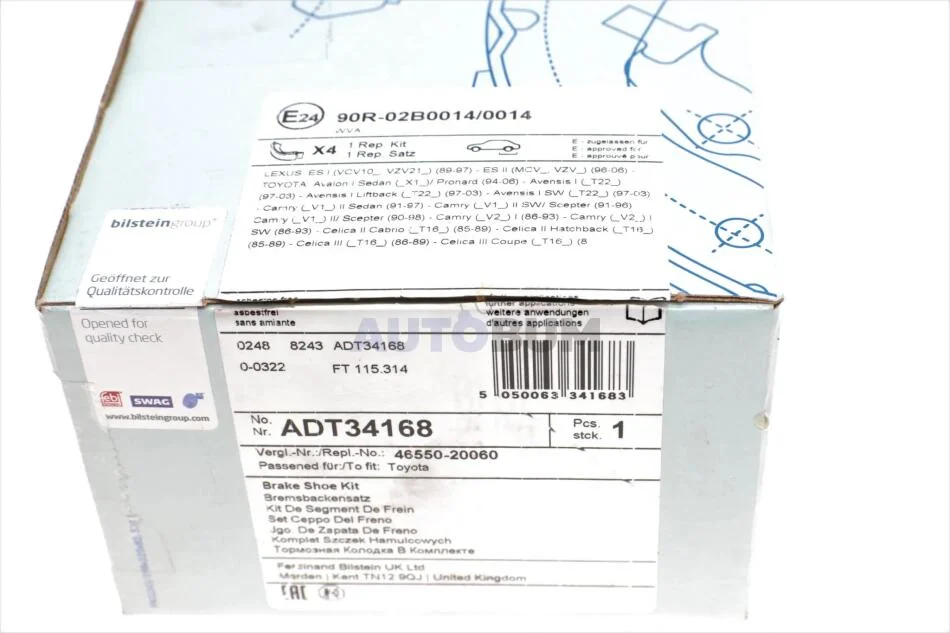 E24 90R-02B0014/0014
WVA
X4 1 Rep. Kit
1 Rep. Satz
E - zugelassen für
E - approved for
E - approuvé pour
LEXUS ES I (VCV10_, VZV21_) (89-97) - ES II (MCV_, VZV_) (96-06) -
TOYOTA Avalon I Sedan (_X1_)/ Pronard (94-06) - Avensis I (_T22_)
(97-03) - Avensis I Liftback (_T22_) (97-03) - Avensis I SW (_T22_) (97-03)
- Camry (_V1_) II Sedan (91-97) - Camry (_V1_) II SW/ Scepter (91-96)
Camry (_V1_) II/ Scepter (90-98) - Camry (_V2_) I (86-93) - Camry (_V2_) I
SW (86-93) - Celica II Cabrio (_T16_) (85-89) - Celica II Hatchback (_T16_)
(85-89) - Celica III (_T16_) (86-89) - Celica III Coupe (_T16_) (8
bilsteingroup®
Geöffnet zur
Qualitätskontrolle
Opened for
quality check
febi SWAG
www.bilsteingroup.com
asbestos free
asbestfrei
sans amiante
further applications
weitere anwendungen
d'autres applications
AUTORUM
0248 8243 ADT34168
0-0322 FT 115.314
5 050063 341683
No.
Nr. ADT34168
Pcs.
stck. 1
Vergl.-Nr.:/Repl.-No.: 46550-20060
Passened für:/To fit: Toyota
Brake Shoe Kit
Bremsbackensatz
Kit De Segment De Frein
Set Ceppo Del Freno
Jgo. De Zapata De Freno
Komplet Szczek Hamulcowych
Тормозная Колодка В Комплекте
Ferdinand Bilstein UK Ltd
Marden | Kent TN12 9QJ | United Kingdom
EAC